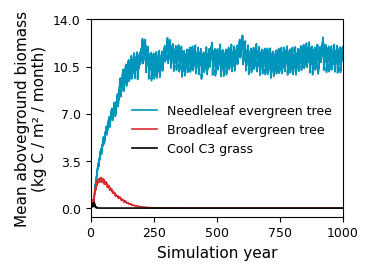 Mean aboveground biomass
(kg C / m² / month)
14.0
10.5
7.0
3.5
0.0
Needleleaf evergreen tree
Broadleaf evergreen tree
Cool C3 grass
0 250 500 750 1000
Simulation year